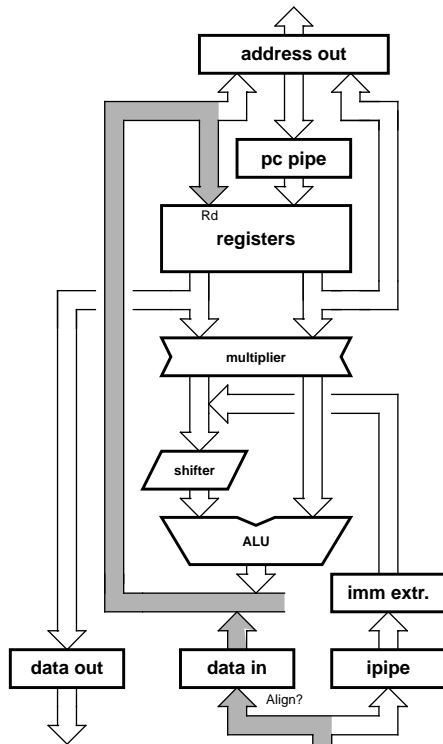 address out
pc pipe
Rd
registers
multiplier
shifter
ALU
imm extr.
data out
data in
ipipe
Align?